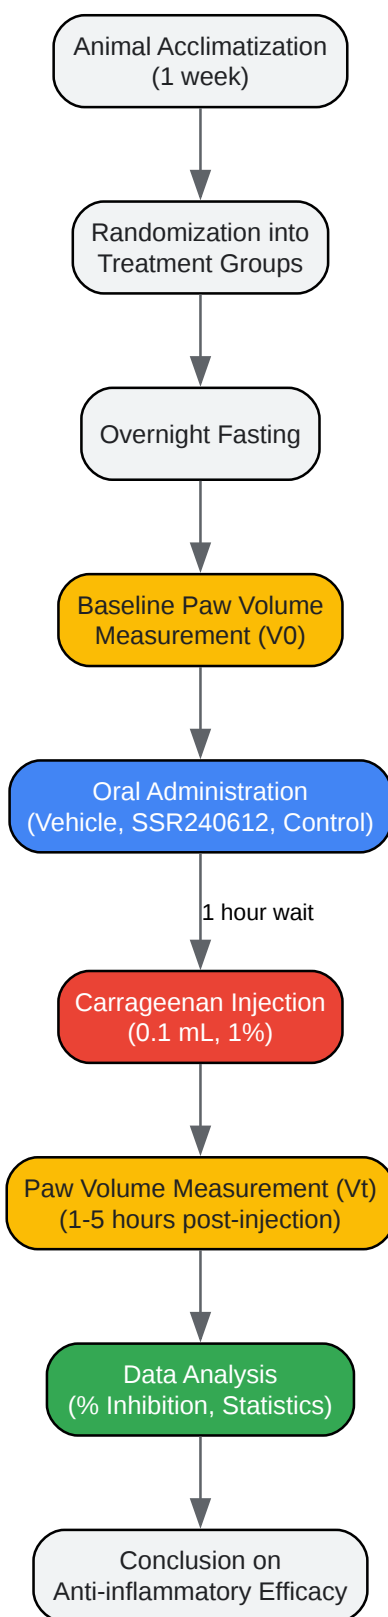 Animal Acclimatization
(1 week)
Randomization into
Treatment Groups
Overnight Fasting
Baseline Paw Volume
Measurement (V0)
Oral Administration
(Vehicle, SSR240612, Control)
1 hour wait
Carrageenan Injection
(0.1 mL, 1%)
Paw Volume Measurement (Vt)
(1-5 hours post-injection)
Data Analysis
(% Inhibition, Statistics)
Conclusion on
Anti-inflammatory Efficacy